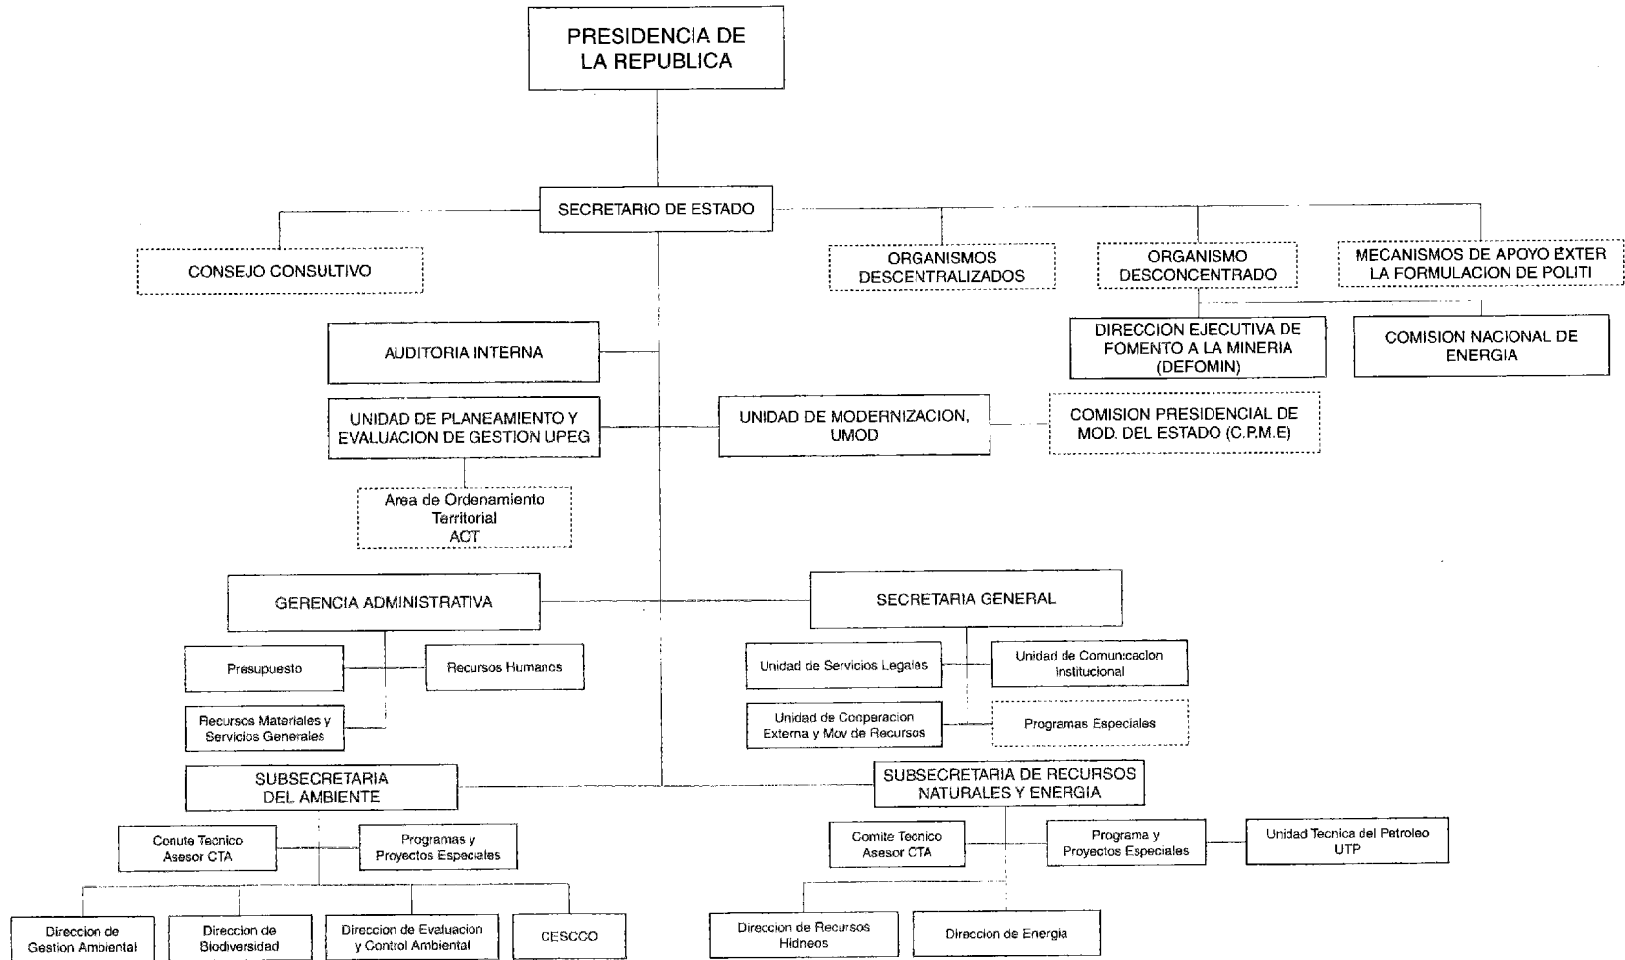 PRESIDENCIA DE
LA REPUBLICA
SECRETARIO DE ESTADO
CONSEJO CONSULTIVO
ORGANISMOS
DESCENTRALIZADOS
ORGANISMO
DESCONCENTRADO
MECANISMOS DE APOYO EXTER
LA FORMULACION DE POLITI
DIRECCION EJECUTIVA DE
FOMENTO A LA MINERIA
(DEFOMIN)
COMISION NACIONAL DE
ENERGIA
AUDITORIA INTERNA
UNIDAD DE PLANEAMIENTO Y
EVALUACION DE GESTION UPEG
UNIDAD DE MODERNIZACION,
UMOD
COMISION PRESIDENCIAL DE
MOD. DEL ESTADO (C.P.M.E)
Area de Ordenamiento
Territorial
ACT
GERENCIA ADMINISTRATIVA
SECRETARIA GENERAL
Presupuesto
Recursos Humanos
Unidad de Servicios Legales
Unidad de Comunicacion
Institucional
Recursos Materiales y
Servicios Generales
Unidad de Cooperacion
Externa y Mov de Recursos
Programas Especiales
SUBSECRETARIA
DEL AMBIENTE
SUBSECRETARIA DE RECURSOS
NATURALES Y ENERGIA
Conute Tecnico
Asesor CTA
Programas y
Proyectos Especiales
Comite Tecnico
Asesor CTA
Programa y
Proyectos Especiales
Unidad Tecnica del Petroleo
UTP
Direccion de
Gestion Ambiental
Direccion de
Biodiversidad
Direccion de Evaluacion
y Control Ambiental
CESCCO
Direccion de Recursos
Hidneos
Direccion de Energia